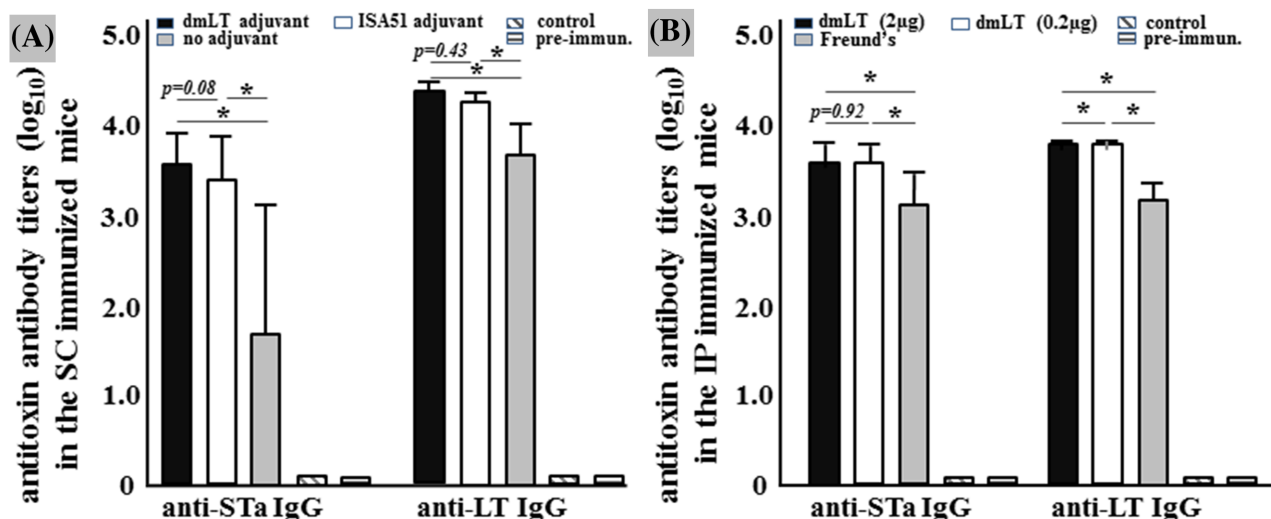 (A)
dmLT adjuvant ISA51 adjuvant control
no adjuvant pre-immun.
antitoxin antibody titers (log10)
in the SC immunized mice
5.0
4.0
3.0
2.0
1.0
0
p=0.08 *
*
p=0.43 *
*
anti-STa IgG anti-LT IgG
(B)
dmLT (2µg) dmLT (0.2µg) control
Freund's pre-immun.
antitoxin antibody titers (log10)
in the IP immunized mice
5.0
4.0
3.0
2.0
1.0
0
*
p=0.92 *
*
* *
anti-STa IgG anti-LT IgG